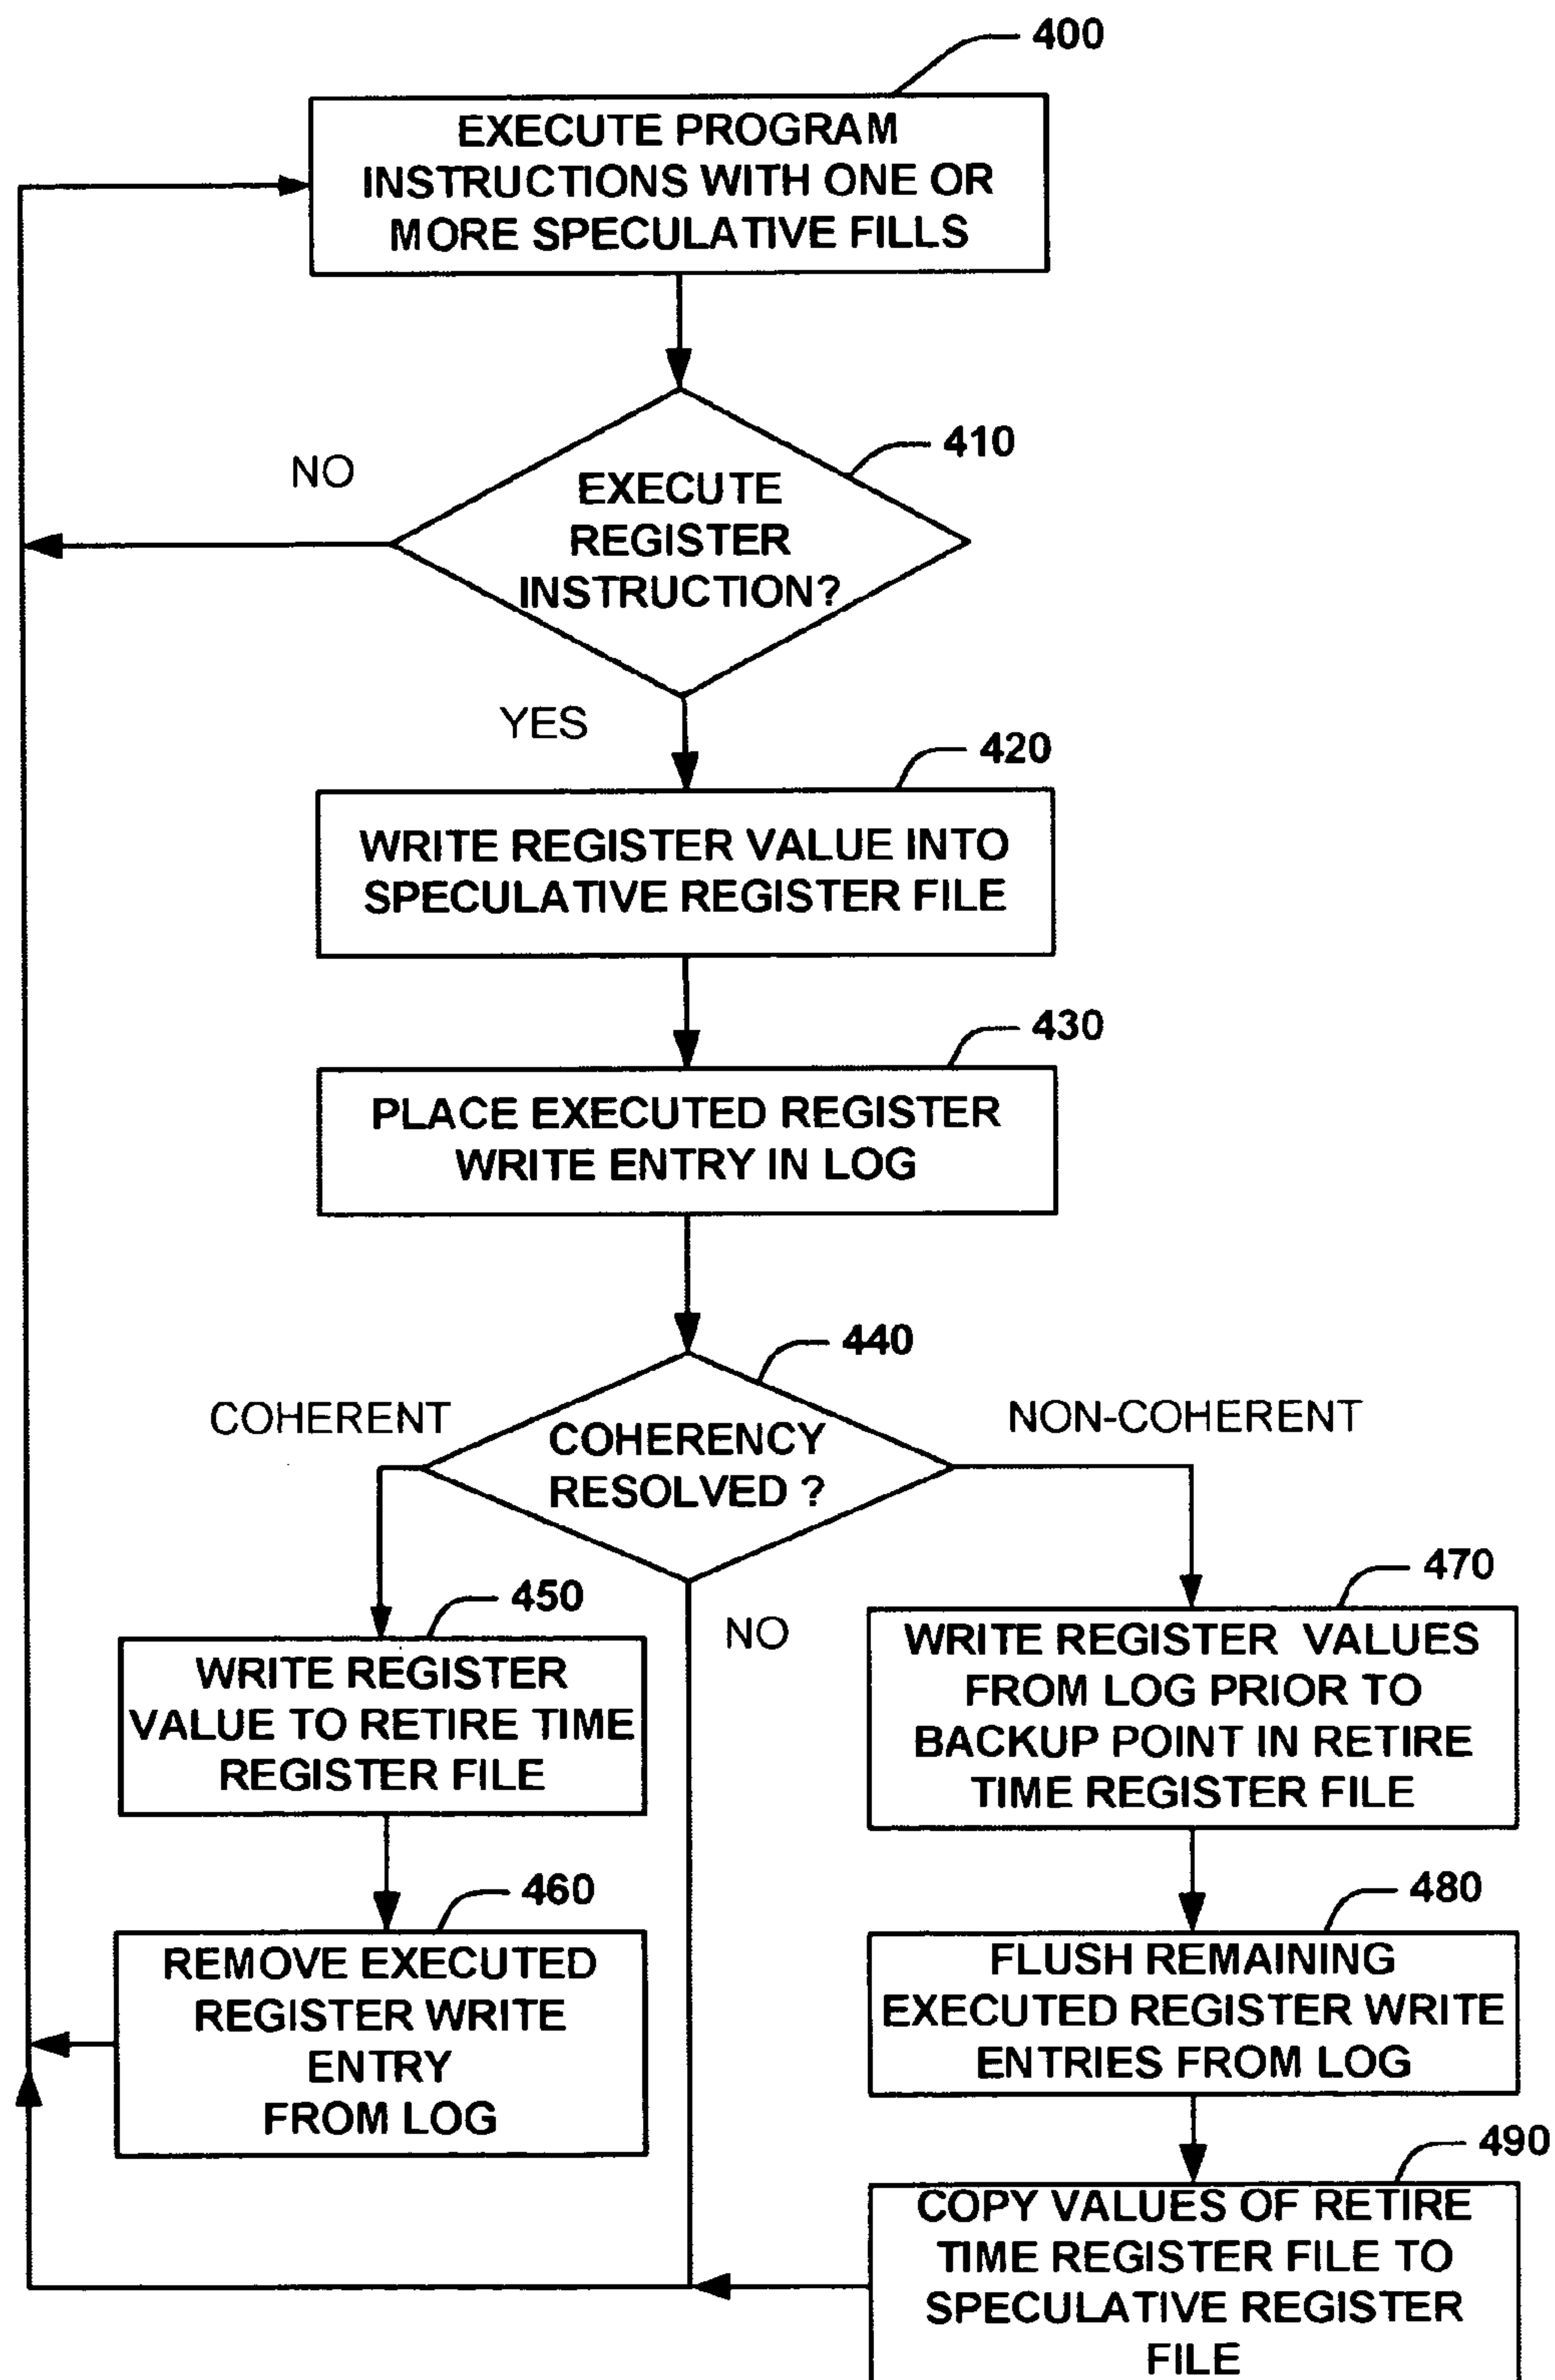 400
EXECUTE PROGRAM
INSTRUCTIONS WITH ONE OR
MORE SPECULATIVE FILLS
410
NO
EXECUTE
REGISTER
INSTRUCTION?
YES
420
WRITE REGISTER VALUE INTO
SPECULATIVE REGISTER FILE
430
PLACE EXECUTED REGISTER
WRITE ENTRY IN LOG
440
COHERENT
NON-COHERENT
COHERENCY
RESOLVED ?
NO
450
WRITE REGISTER
VALUE TO RETIRE TIME
REGISTER FILE
460
REMOVE EXECUTED
REGISTER WRITE
ENTRY
FROM LOG
470
WRITE REGISTER VALUES
FROM LOG PRIOR TO
BACKUP POINT IN RETIRE
TIME REGISTER FILE
480
FLUSH REMAINING
EXECUTED REGISTER WRITE
ENTRIES FROM LOG
490
COPY VALUES OF RETIRE
TIME REGISTER FILE TO
SPECULATIVE REGISTER
FILE